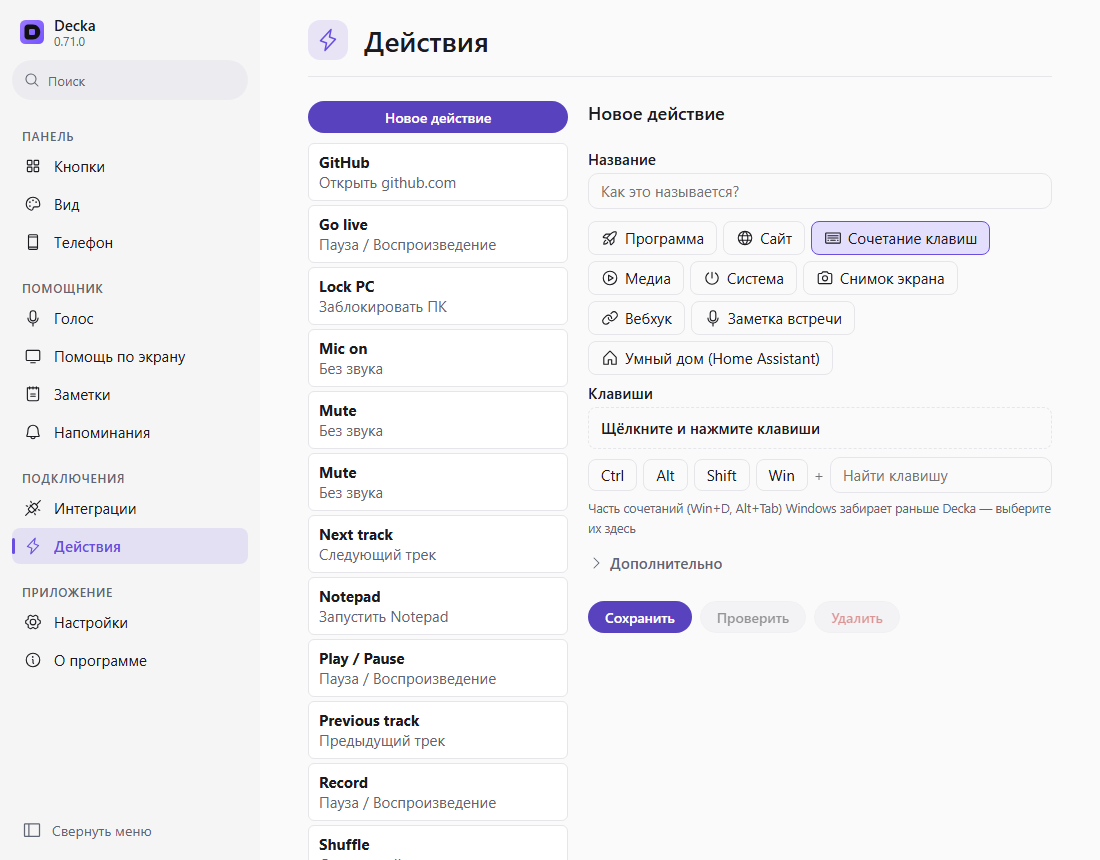 Decka
0.71.0
Поиск
ПАНЕЛЬ
Кнопки
Вид
Телефон
ПОМОЩНИК
Голос
Помощь по экрану
Заметки
Напоминания
ПОДКЛЮЧЕНИЯ
Интеграции
Действия
ПРИЛОЖЕНИЕ
Настройки
О программе
Свернуть меню
Действия
Новое действие
GitHub
Открыть github.com
Go live
Пауза / Воспроизведение
Lock PC
Заблокировать ПК
Mic on
Без звука
Mute
Без звука
Mute
Без звука
Next track
Следующий трек
Notepad
Запустить Notepad
Play / Pause
Пауза / Воспроизведение
Previous track
Предыдущий трек
Record
Пауза / Воспроизведение
Shuffle
Новое действие
Название
Как это называется?
Программа Сайт Сочетание клавиш
Медиа Система Снимок экрана
Вебхук Заметка встречи
Умный дом (Home Assistant)
Клавиши
Щёлкните и нажмите клавиши
Ctrl Alt Shift Win + Найти клавишу
Часть сочетаний (Win+D, Alt+Tab) Windows забирает раньше Decka — выберите
их здесь
Дополнительно
Сохранить Проверить Удалить